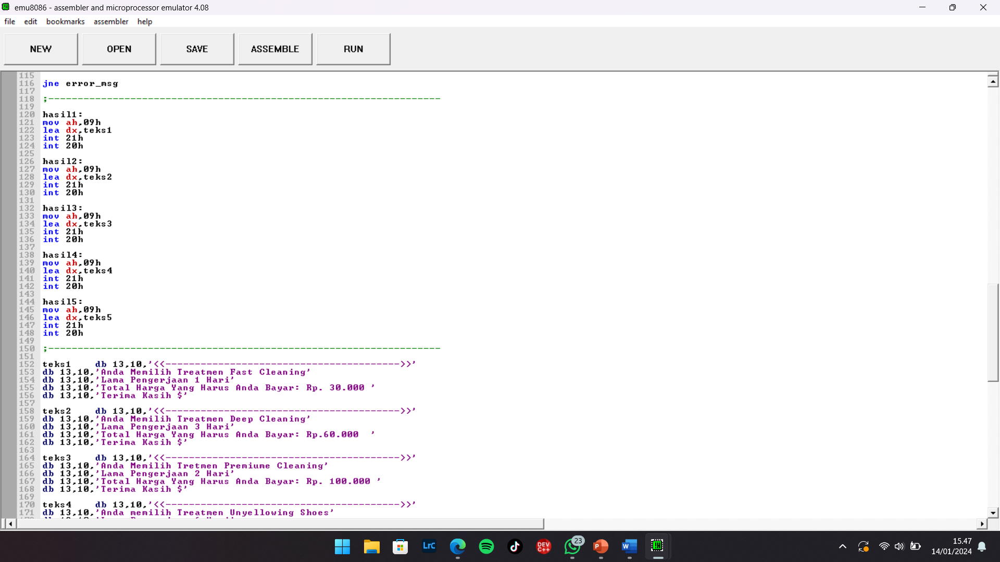 emu8086 - assembler and microprocessor emulator 4.08
file edit bookmarks assembler help
NEW OPEN SAVE ASSEMBLE RUN
115
116 jne error_msg
117
118 ;-------------------------------------------------------------------
119
120 hasil1:
121 mov ah,09h
122 lea dx,teks1
123 int 21h
124 int 20h
125
126 hasil2:
127 mov ah,09h
128 lea dx,teks2
129 int 21h
130 int 20h
131
132 hasil3:
133 mov ah,09h
134 lea dx,teks3
135 int 21h
136 int 20h
137
138 hasil4:
139 mov ah,09h
140 lea dx,teks4
141 int 21h
142 int 20h
143
144 hasil5:
145 mov ah,09h
146 lea dx,teks5
147 int 21h
148 int 20h
149
150 ;-------------------------------------------------------------------
151
152 teks1    db 13,10,'<<---------------------------------------->>'
153 db 13,10,'Anda Memilih Treatmen Fast Cleaning'
154 db 13,10,'Lama Pengerjaan 1 Hari'
155 db 13,10,'Total Harga Yang Harus Anda Bayar: Rp. 30.000 '
156 db 13,10,'Terima Kasih $'
157
158 teks2    db 13,10,'<<---------------------------------------->>'
159 db 13,10,'Anda Memilih Treatmen Deep Cleaning'
160 db 13,10,'Lama Pengerjaan 3 Hari'
161 db 13,10,'Total Harga Yang Harus Anda Bayar: Rp.60.000  '
162 db 13,10,'Terima Kasih $'
163
164 teks3    db 13,10,'<<---------------------------------------->>'
165 db 13,10,'Anda Memilih Tretmen Premiume Cleaning'
166 db 13,10,'Lama Pengerjaan 2 Hari'
167 db 13,10,'Total Harga Yang Harus Anda Bayar: Rp. 100.000 '
168 db 13,10,'Terima Kasih $'
169
170 teks4    db 13,10,'<<---------------------------------------->>'
171 db 13,10,'Anda memilih Treatmen Unyellowing Shoes'
LrC DEV C++ 23 P W
15.47
14/01/2024